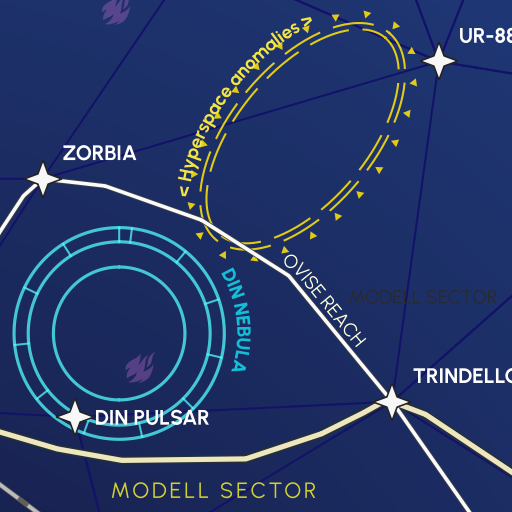 UR-88
< Hyperspace anomalies >
ZORBIA
DIN NEBULA
OVISE REACH
MODELL SECTOR
TRINDELLO
DIN PULSAR
MODELL SECTOR